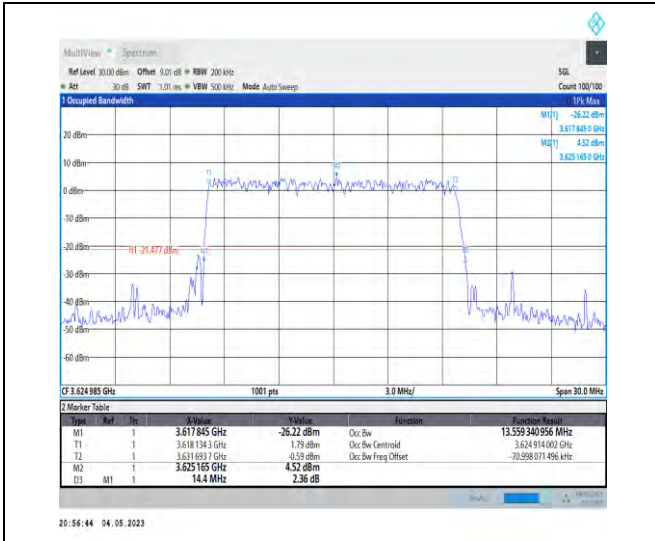 MultiView Spectrum
Ref Level 30.00 dBm Offset 9.01 dB RBW 200 kHz SGL
Att 30 dB SWT 1.01 ms VBW 500 kHz Mode Auto Sweep Count 100/100
1 Occupied Bandwidth 1Pk Max
M1[1] -26.22 dBm
3.617 845 0 GHz
M2[1] 4.52 dBm
3.625 165 0 GHz
20 dBm
M2
10 dBm
T1 T2
0 dBm
-10 dBm
-20 dBm
H1 -21.477 dBm M1 D3
-30 dBm
-40 dBm
-50 dBm
-60 dBm
CF 3.624 985 GHz 1001 pts 3.0 MHz/ Span 30.0 MHz
2 Marker Table
Type Ref Trc X-Value Y-Value Function Function Result
M1 1 3.617 845 GHz -26.22 dBm Occ Bw 13.559 340 956 MHz
T1 1 3.618 134 3 GHz 1.79 dBm Occ Bw Centroid 3.624 914 002 GHz
T2 1 3.631 693 7 GHz -0.59 dBm Occ Bw Freq Offset -70.998 071 496 kHz
M2 1 3.625 165 GHz 4.52 dBm
D3 M1 1 14.4 MHz 2.36 dB
20:56:44 04.05.2023